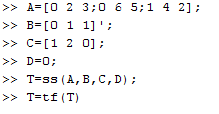 >> A=[0 2 3;0 6 5;1 4 2];
>> B=[0 1 1]';
>> C=[1 2 0];
>> D=0;
>> T=ss(A,B,C,D);
>> T=tf(T)